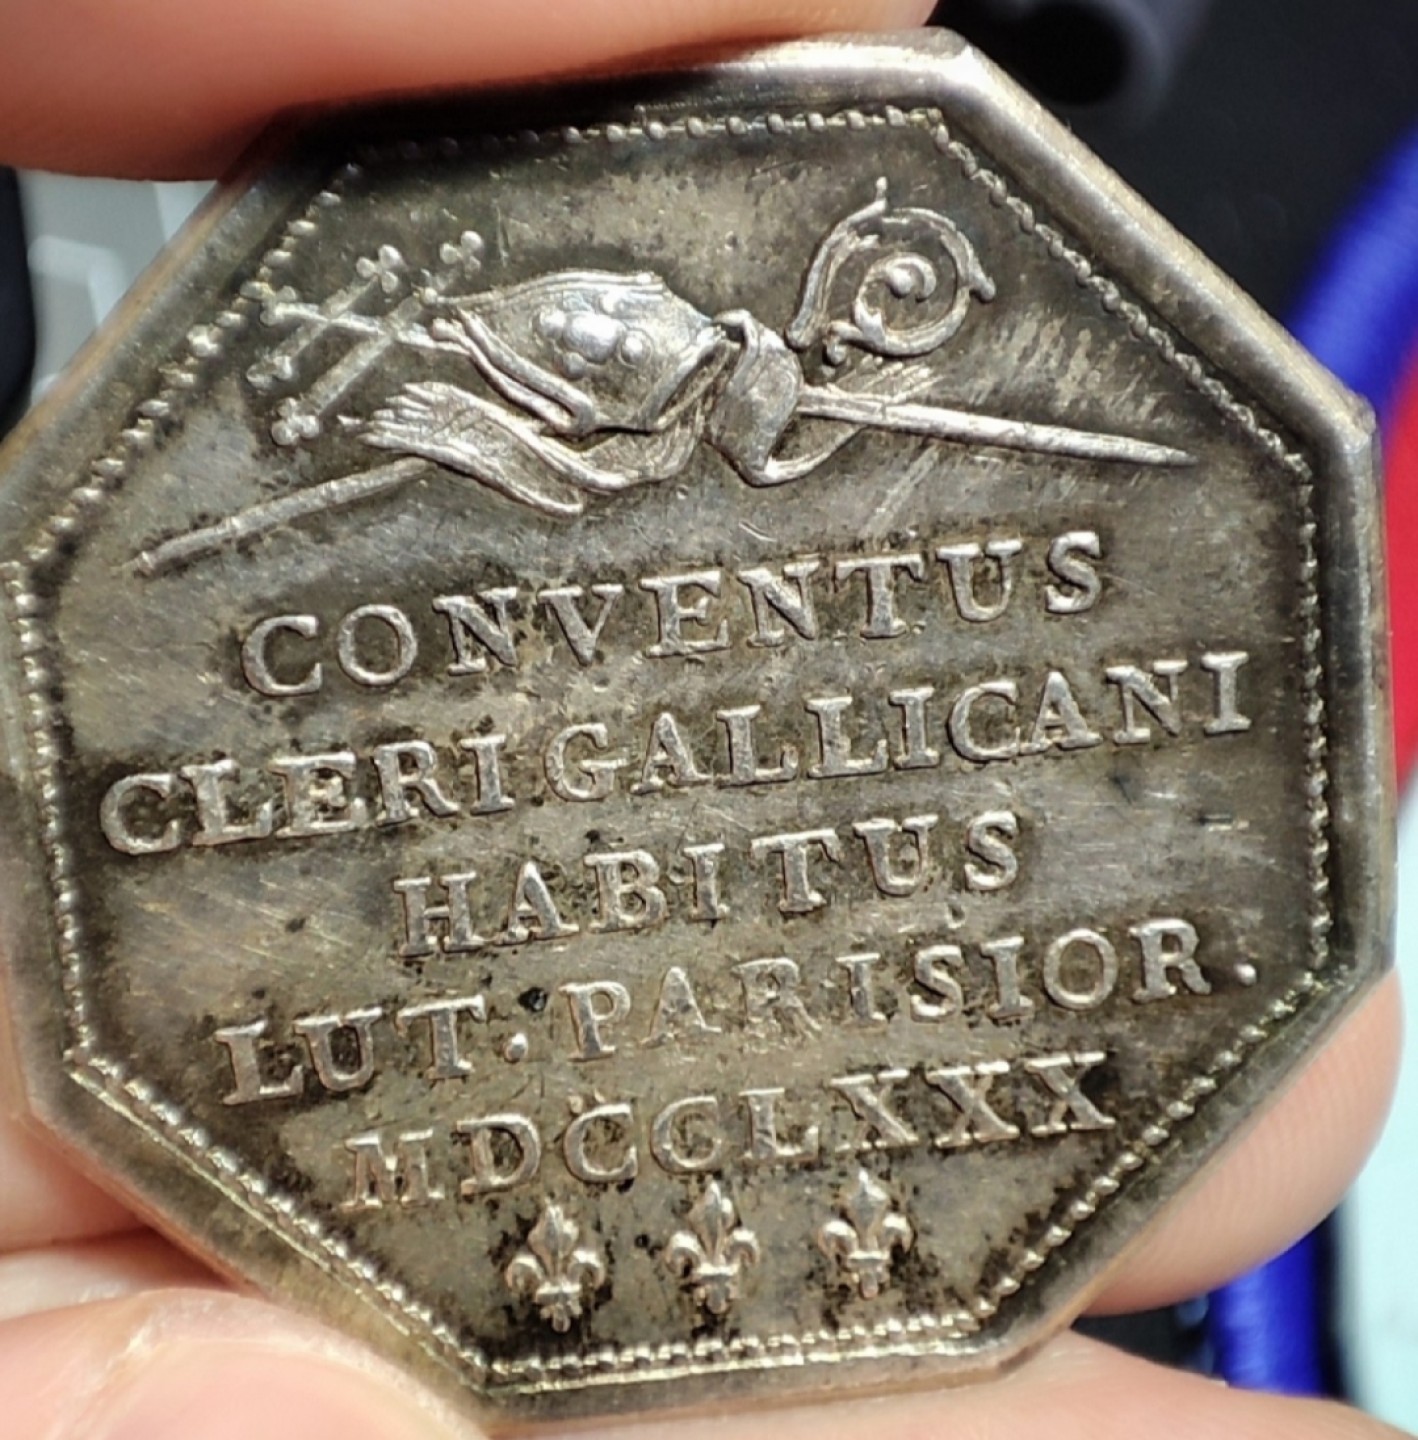 CONVENTUS
CLERI GALLICANI
HABITUS
LUT. PARISIOR.
MDCCLXXX